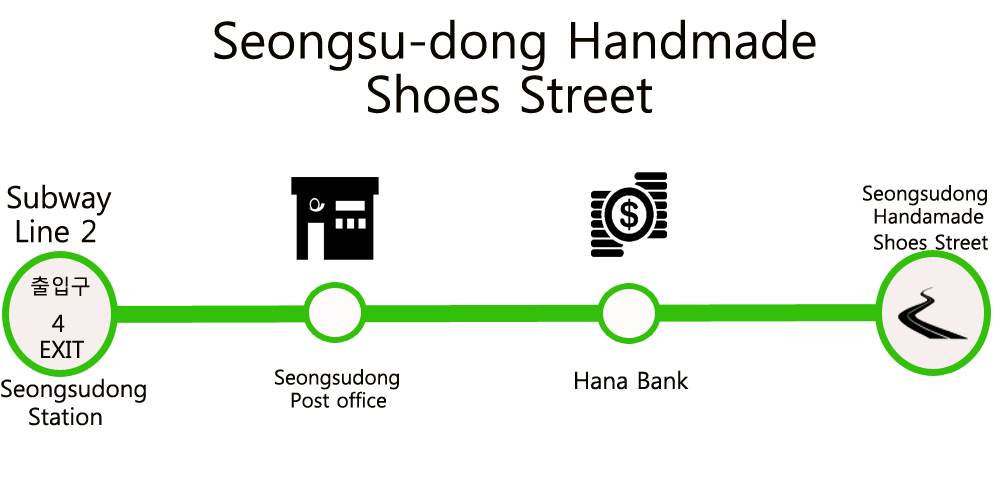 Seongsu-dong Handmade
Shoes Street
Subway
Line 2
출입구
4
EXIT
Seongsudong
Station
Seongsudong
Post office
$
Hana Bank
Seongsudong
Handamade
Shoes Street